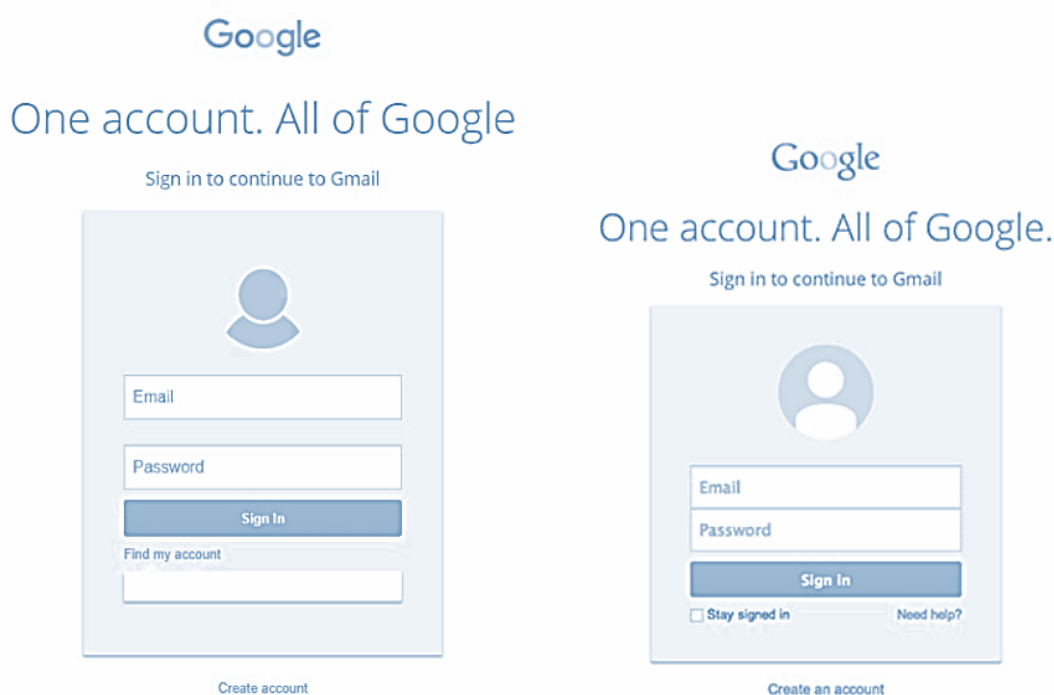 Google
One account. All of Google
Sign in to continue to Gmail
Email
Password
Sign In
Find my account
Create account
Google
One account. All of Google.
Sign in to continue to Gmail
Email
Password
Sign In
Stay signed in Need help?
Create an account